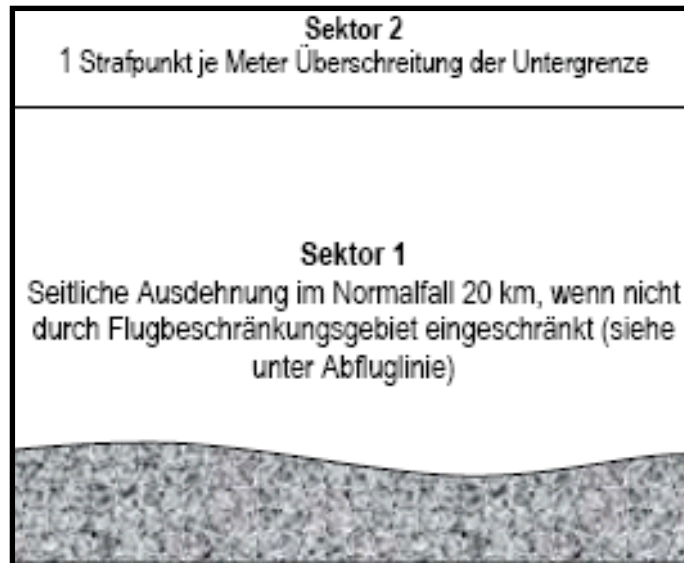 Sektor 2
1 Strafpunkt je Meter Überschreitung der Untergrenze
Sektor 1
Seitliche Ausdehnung im Normalfall 20 km, wenn nicht
durch Flugbeschränkungsgebiet eingeschränkt (siehe
unter Abfluglinie)